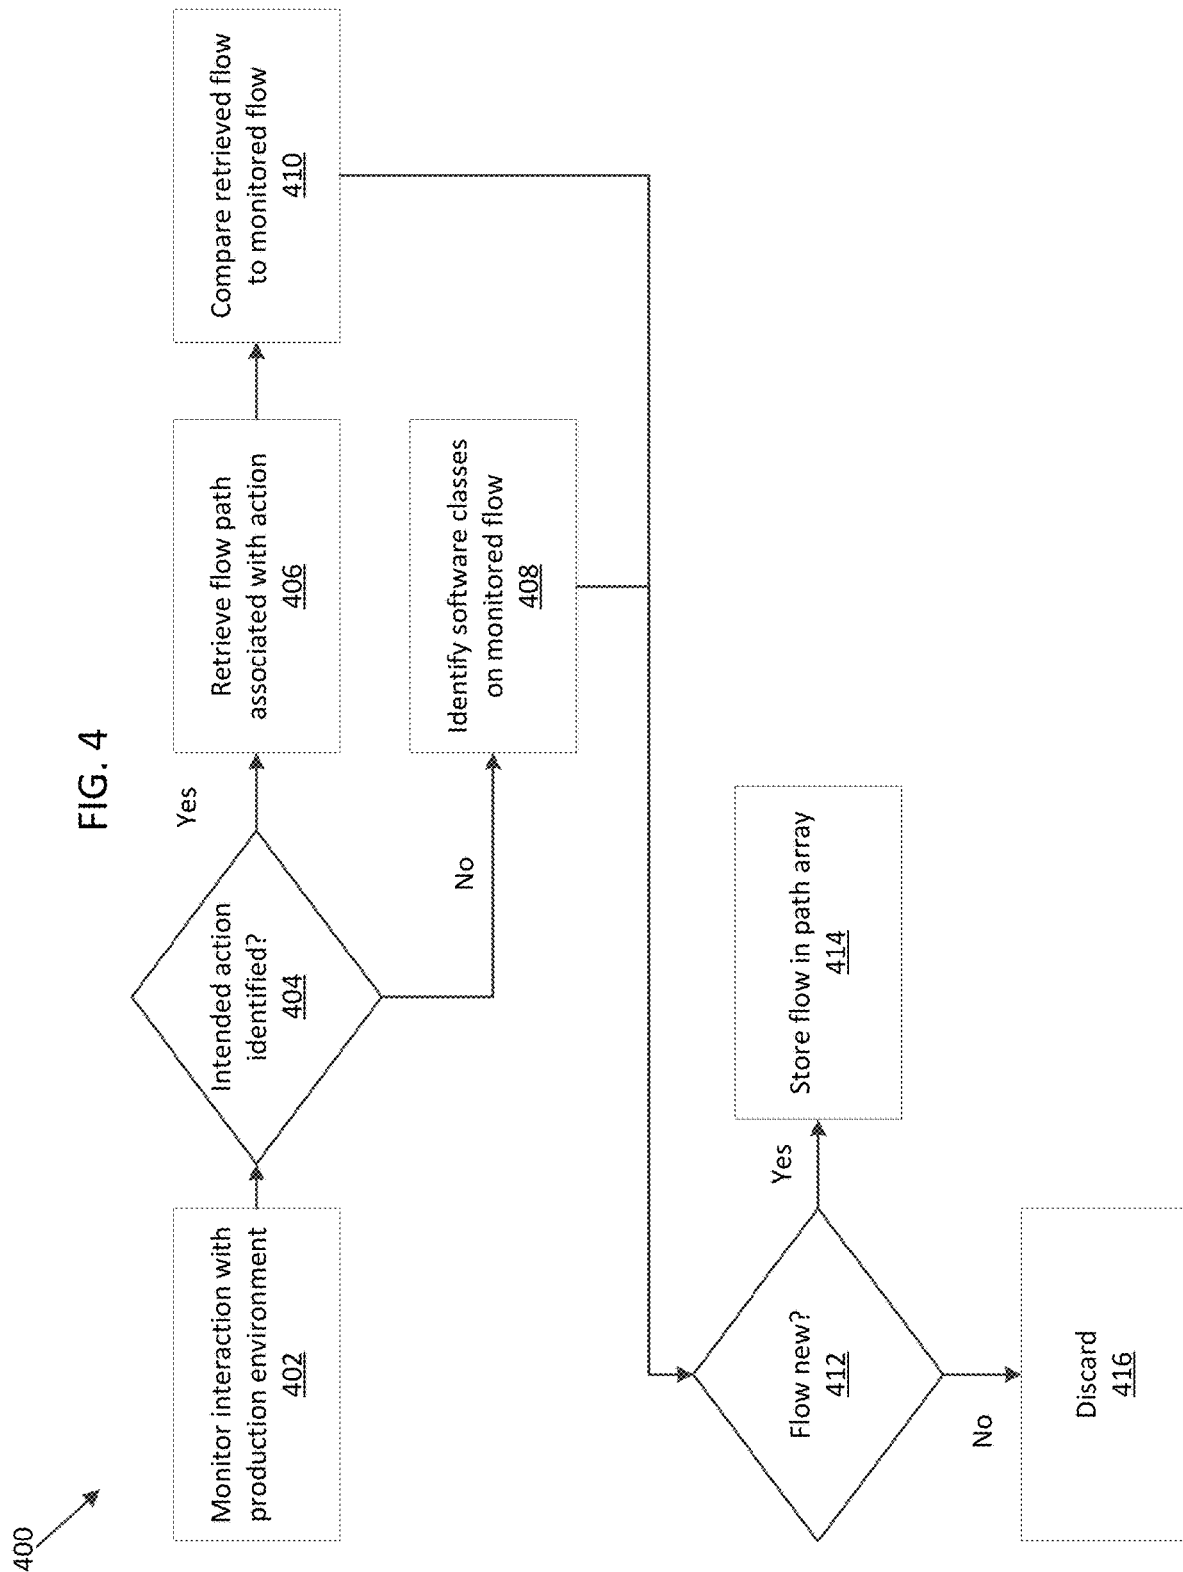 400
FIG. 4
Monitor interaction with
production environment
402
Intended action
identified?
404
Yes
Retrieve flow path
associated with action
406
Compare retrieved flow
to monitored flow
410
No
Identify software classes
on monitored flow
408
Flow new?
412
Yes
Store flow in path array
414
No
Discard
416